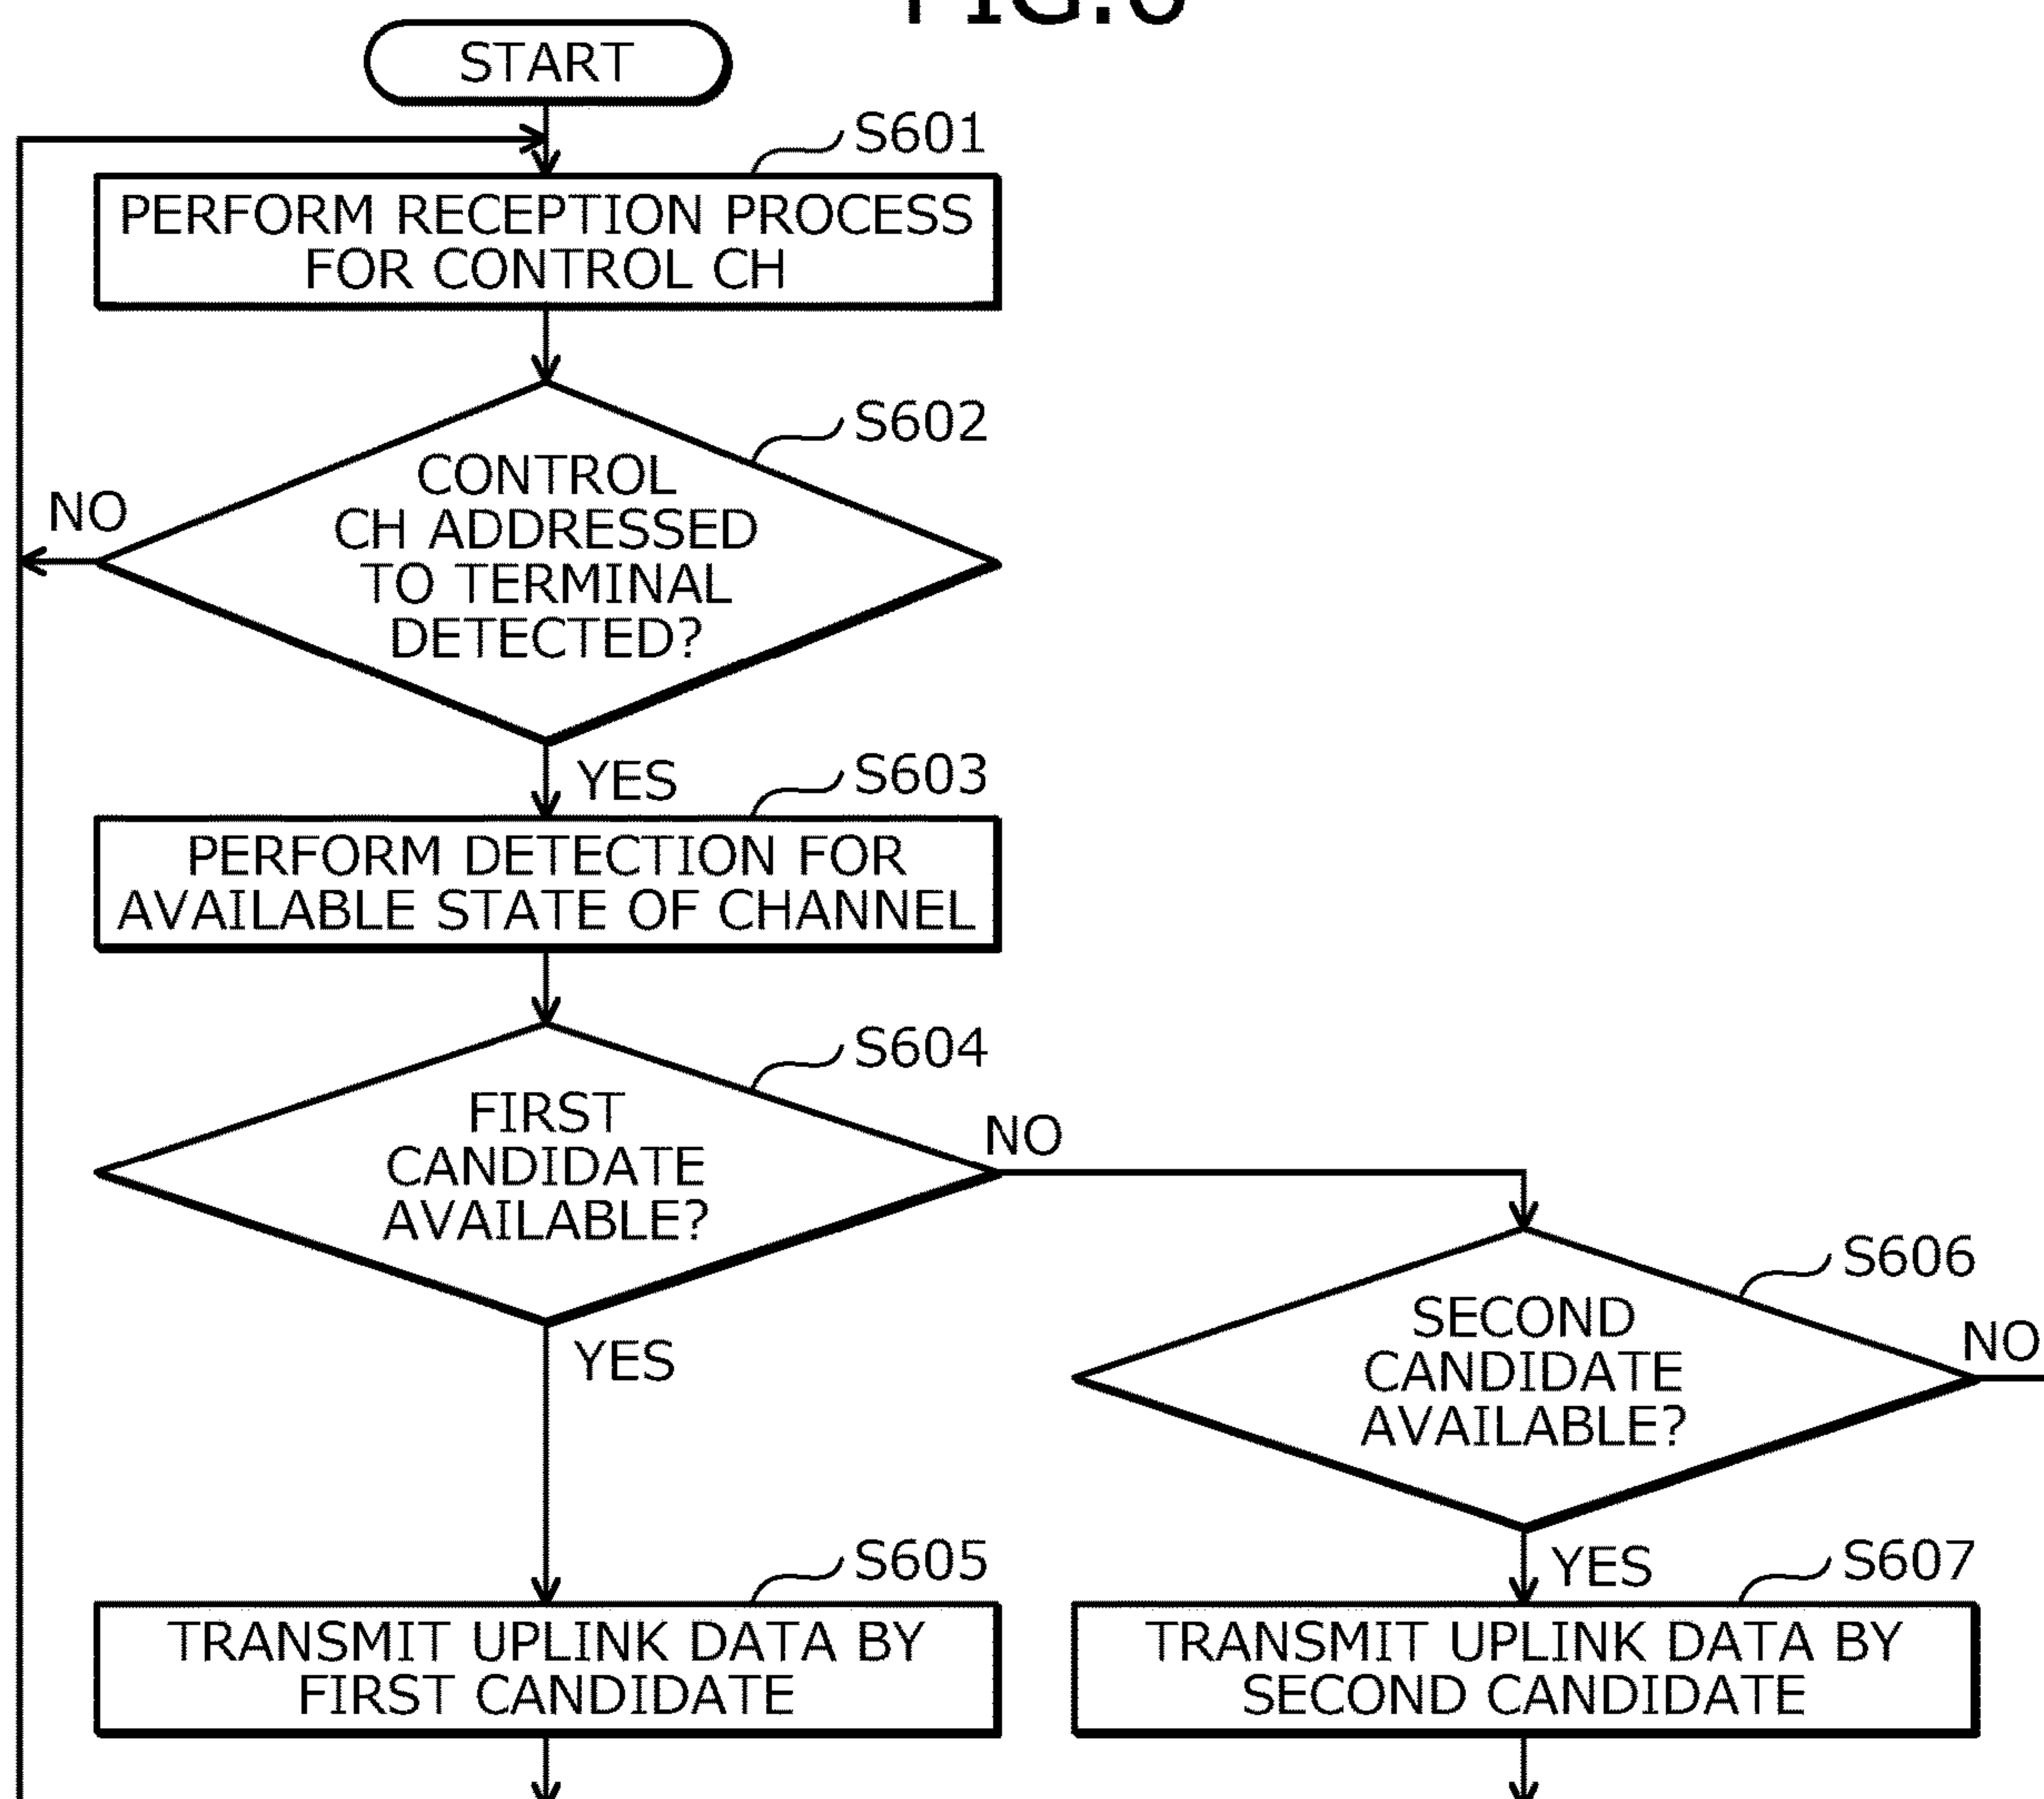 FIG.6
START
S601
PERFORM RECEPTION PROCESS
FOR CONTROL CH
S602
CONTROL
CH ADDRESSED
TO TERMINAL
DETECTED?
NO
YES
S603
PERFORM DETECTION FOR
AVAILABLE STATE OF CHANNEL
S604
FIRST
CANDIDATE
AVAILABLE?
NO
YES
S606
SECOND
CANDIDATE
AVAILABLE?
NO
YES
S605
TRANSMIT UPLINK DATA BY
FIRST CANDIDATE
S607
TRANSMIT UPLINK DATA BY
SECOND CANDIDATE